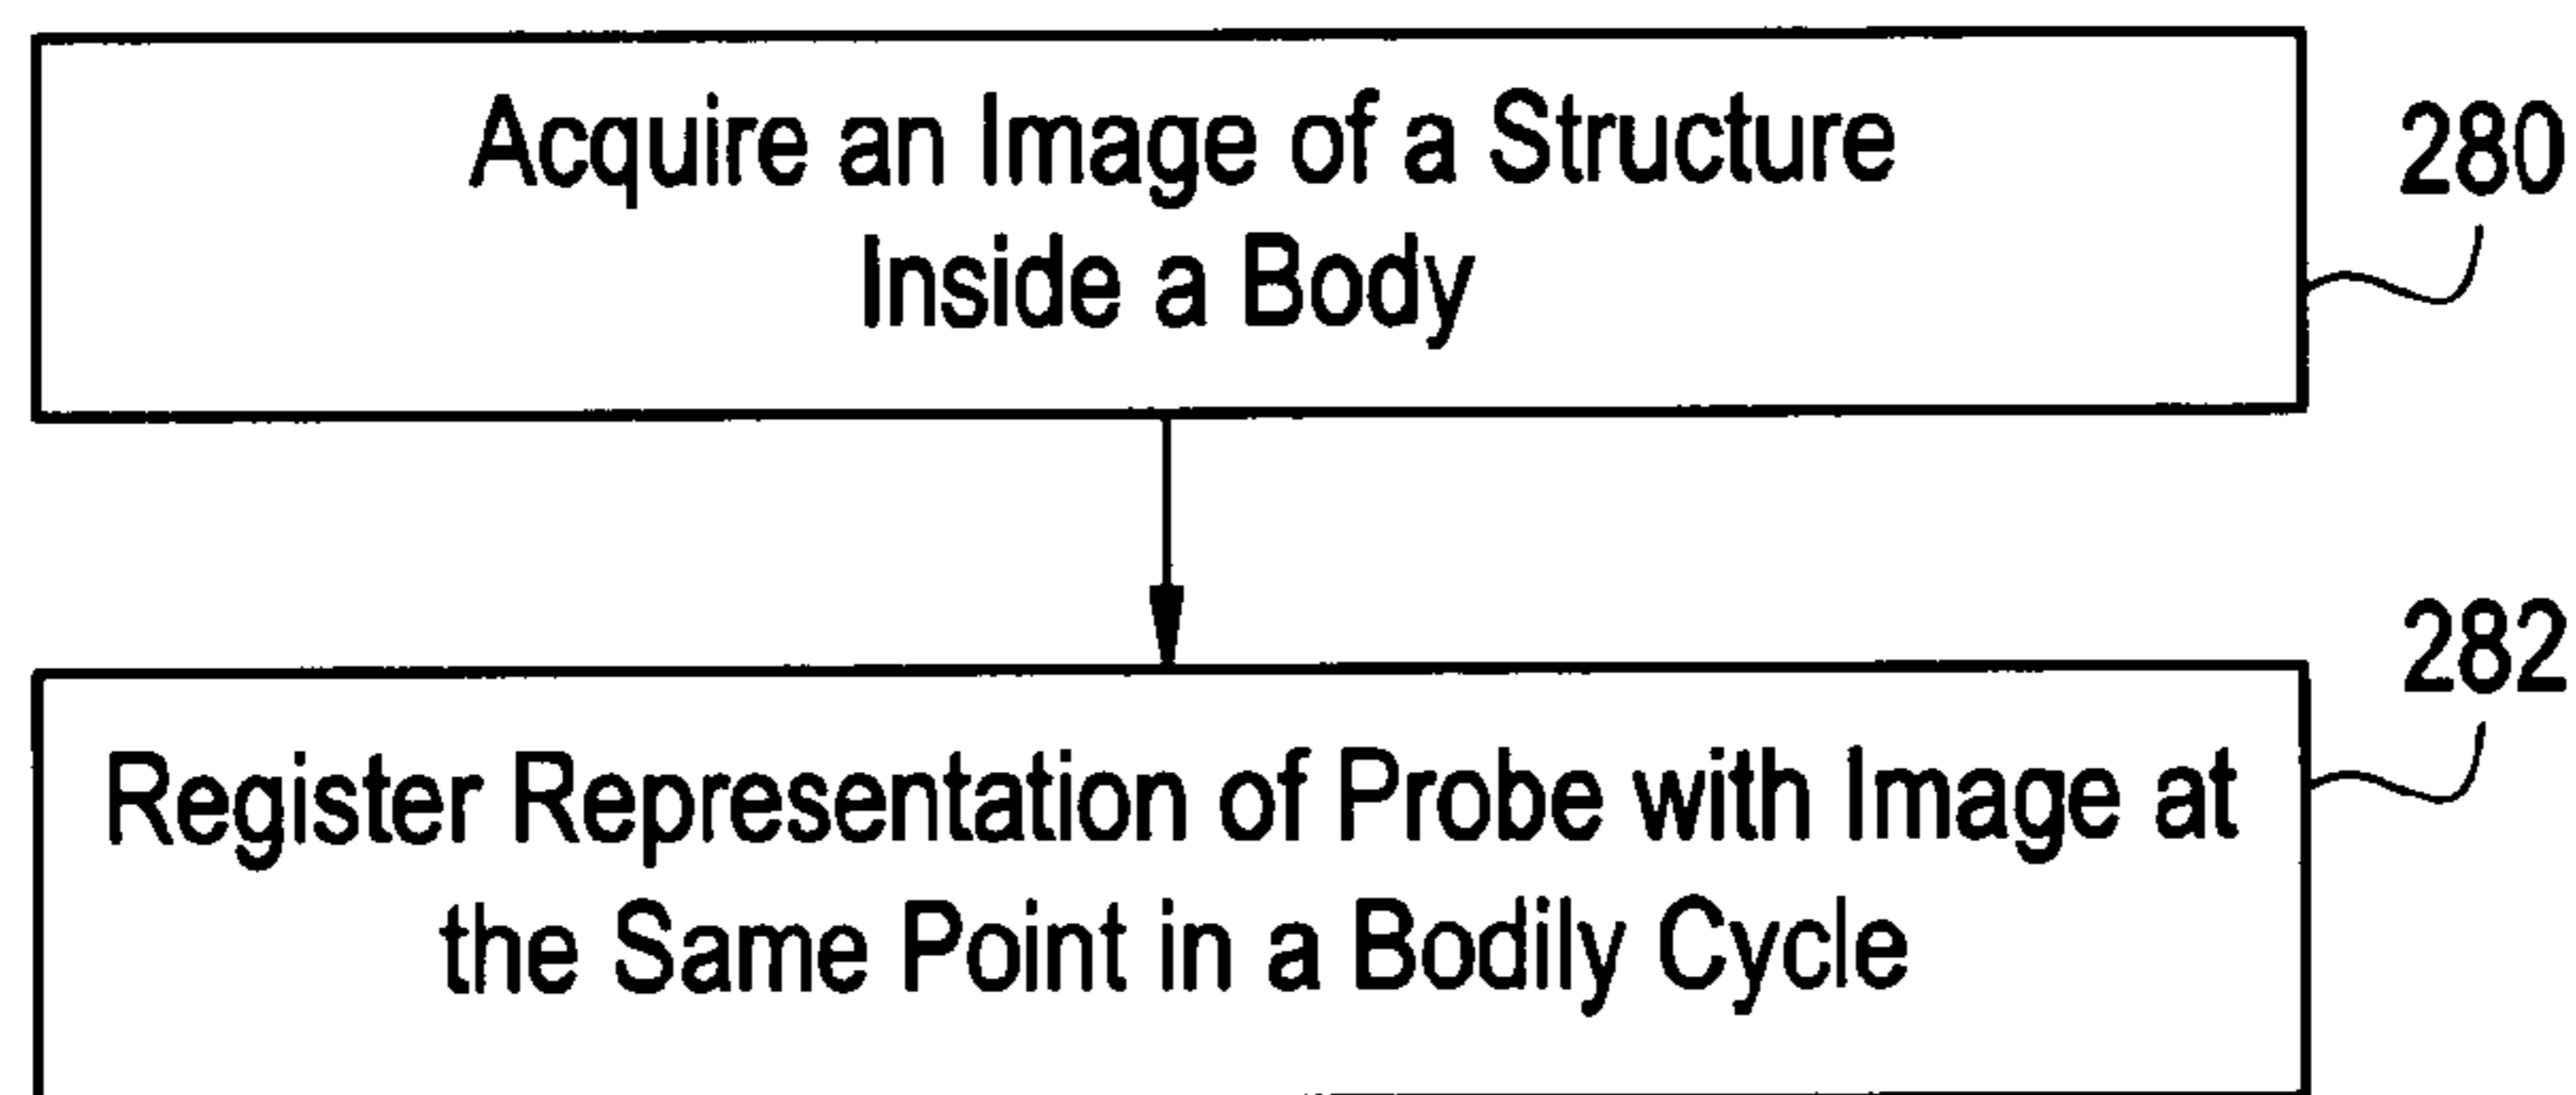 Acquire an Image of a Structure
Inside a Body
280
282
Register Representation of Probe with Image at
the Same Point in a Bodily Cycle